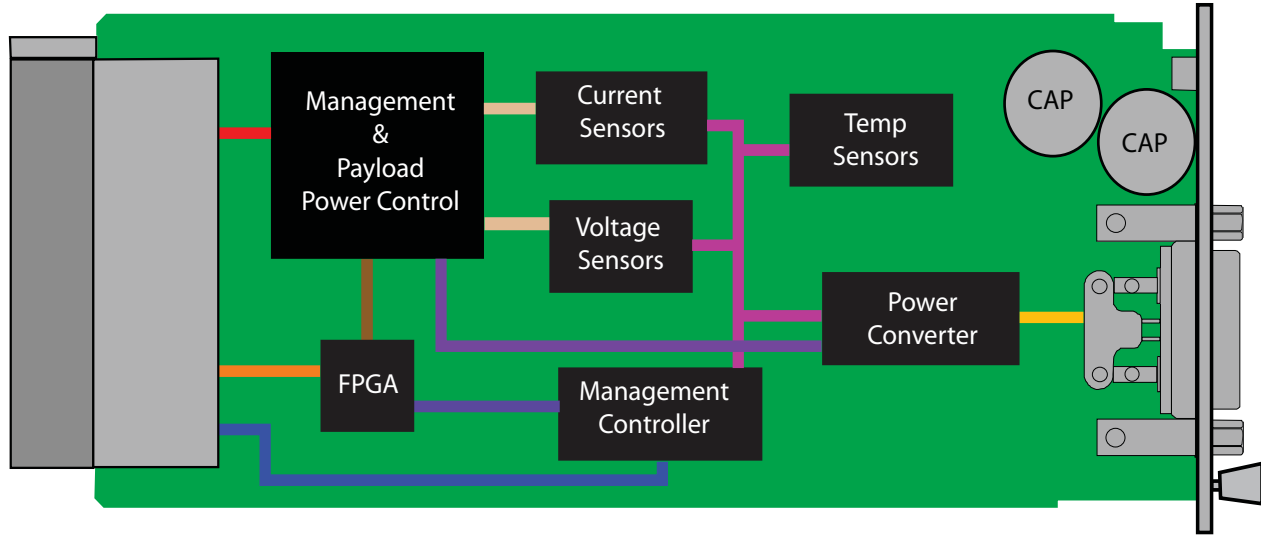 Management
&
Payload
Power Control
Current
Sensors
Temp
Sensors
CAP
CAP
Voltage
Sensors
Power
Converter
FPGA
Management
Controller